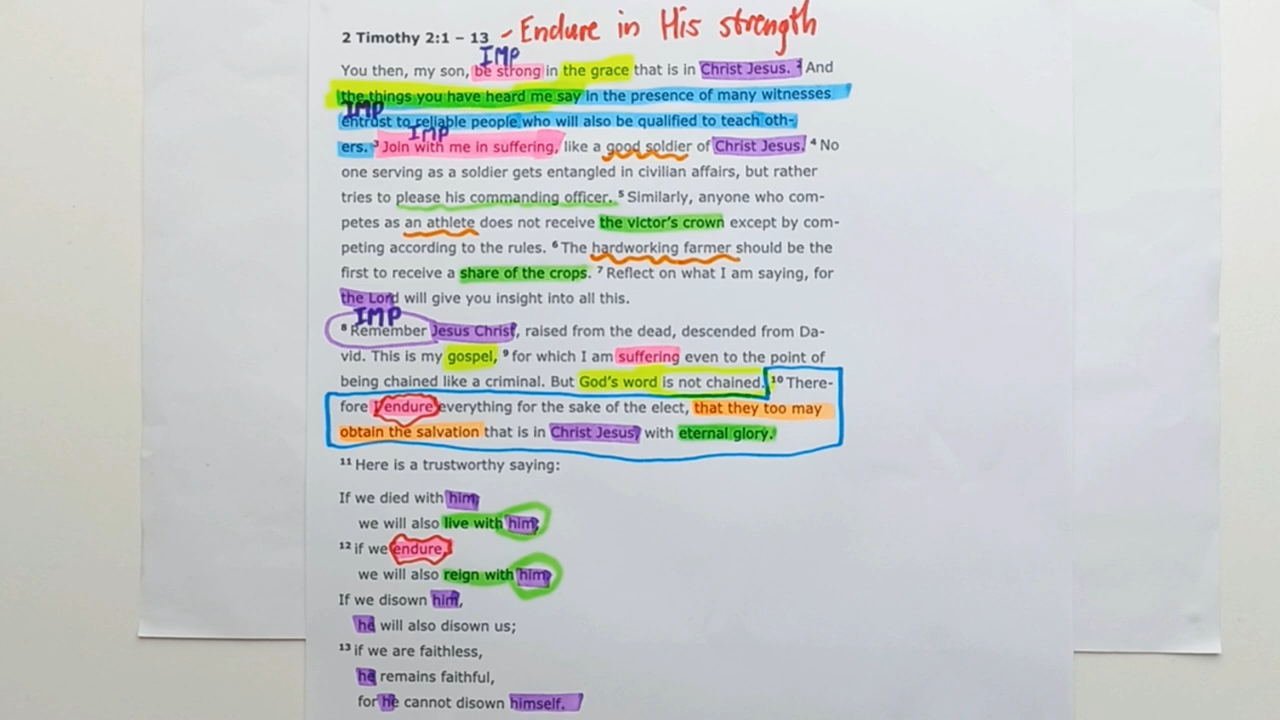 2 Timothy 2:1 – 13 - Endure in His strength
IMP
You then, my son, be strong in the grace that is in Christ Jesus. ² And
the things you have heard me say in the presence of many witnesses
IMP
entrust to reliable people who will also be qualified to teach oth-
IMP
ers. ³ Join with me in suffering, like a good soldier of Christ Jesus. ⁴ No
one serving as a soldier gets entangled in civilian affairs, but rather
tries to please his commanding officer. ⁵ Similarly, anyone who com-
petes as an athlete does not receive the victor's crown except by com-
peting according to the rules. ⁶ The hardworking farmer should be the
first to receive a share of the crops. ⁷ Reflect on what I am saying, for
the Lord will give you insight into all this.
IMP
⁸ Remember Jesus Christ, raised from the dead, descended from Da-
vid. This is my gospel, ⁹ for which I am suffering even to the point of
being chained like a criminal. But God's word is not chained. ¹⁰ There-
fore I endure everything for the sake of the elect, that they too may
obtain the salvation that is in Christ Jesus, with eternal glory.
¹¹ Here is a trustworthy saying:
If we died with him,
we will also live with him;
¹² if we endure,
we will also reign with him.
If we disown him,
he will also disown us;
¹³ if we are faithless,
he remains faithful,
for he cannot disown himself.